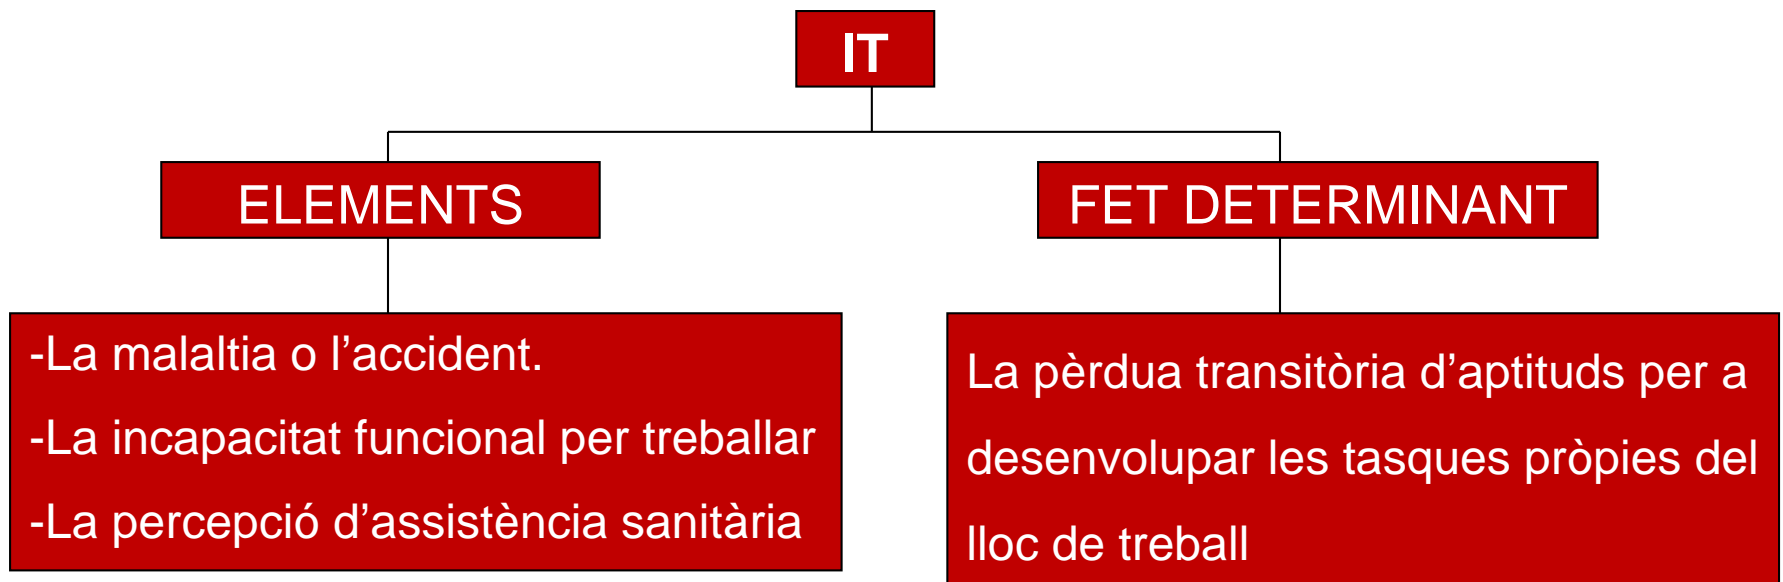 IT
ELEMENTS
FET DETERMINANT
-La malaltia o l’accident.
-La incapacitat funcional per treballar
-La percepció d’assistència sanitària
La pèrdua transitòria d’aptituds per a
desenvolupar les tasques pròpies del
lloc de treball